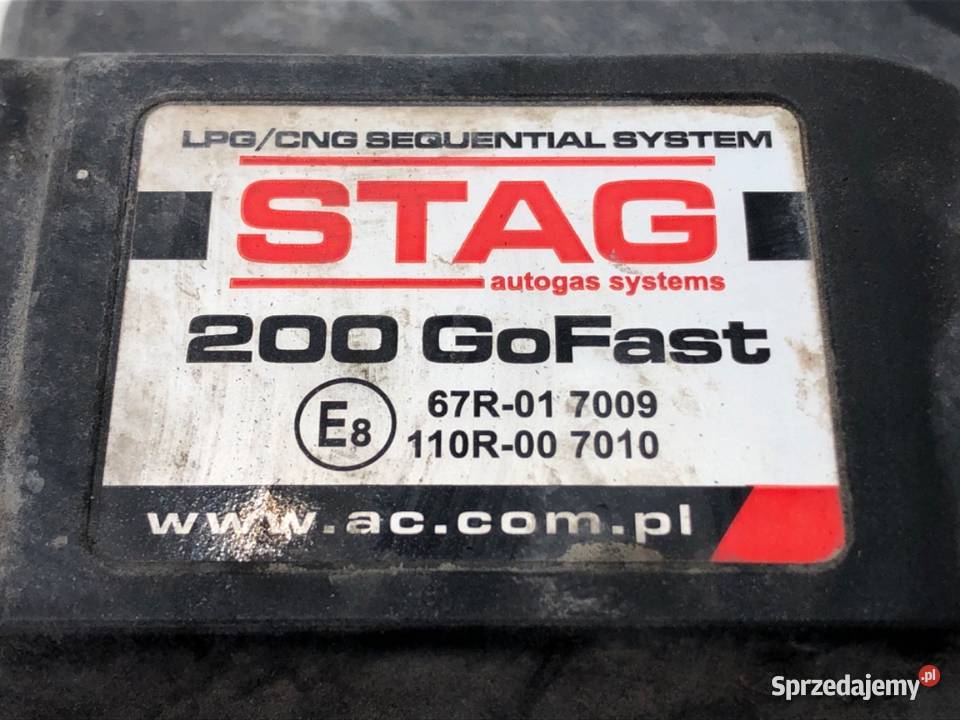 LPG/CNG SEQUENTIAL SYSTEM
STAG
autogas systems
200 GoFast
E8 67R-01 7009
110R-00 7010
www.ac.com.pl
Sprzedajemy.pl